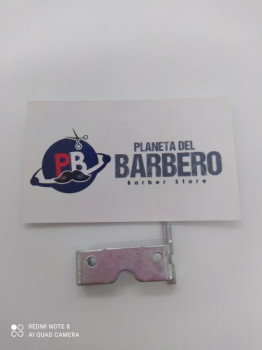 PB
PLANETA DEL
BARBERO
Barber Store
REDMI NOTE 8
AI QUAD CAMERA